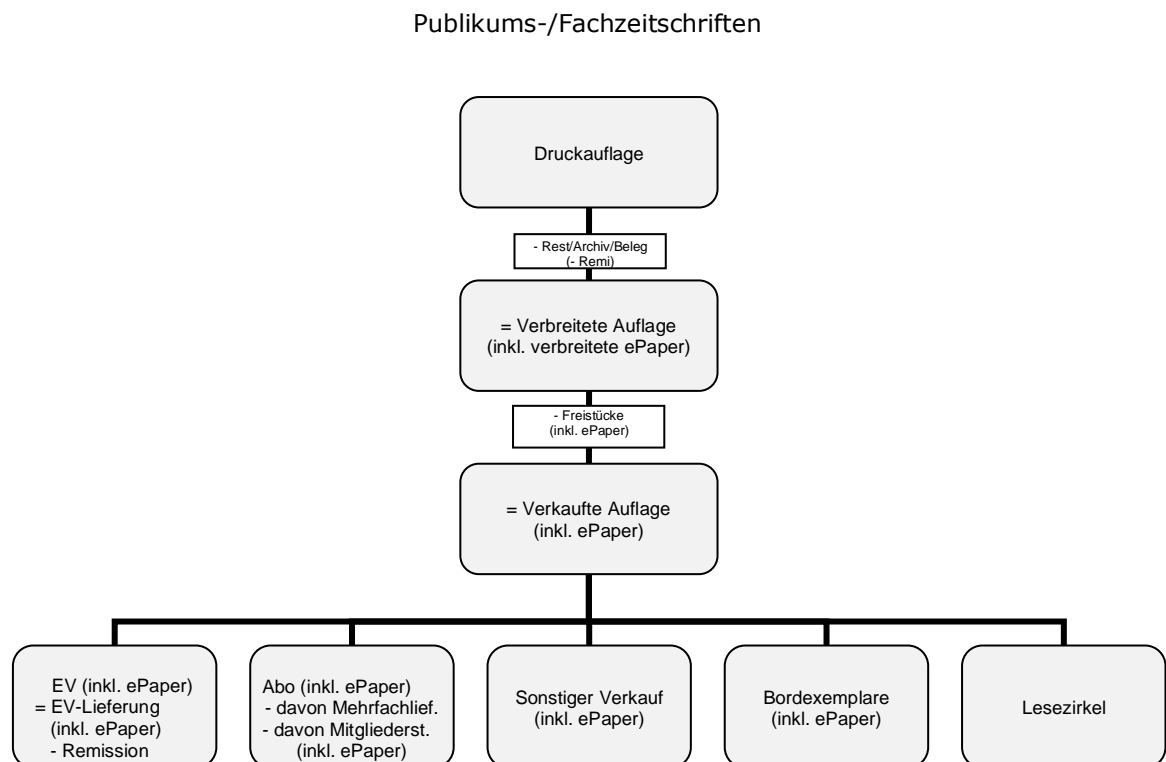 Publikums-/Fachzeitschriften
Druckauflage
- Rest/Archiv/Beleg
(- Remi)
= Verbreitete Auflage
(inkl. verbreitete ePaper)
- Freistücke
(inkl. ePaper)
= Verkaufte Auflage
(inkl. ePaper)
EV (inkl. ePaper)
= EV-Lieferung
(inkl. ePaper)
- Remission
Abo (inkl. ePaper)
- davon Mehrfachlief.
- davon Mitgliederst.
(inkl. ePaper)
Sonstiger Verkauf
(inkl. ePaper)
Bordexemplare
(inkl. ePaper)
Lesezirkel